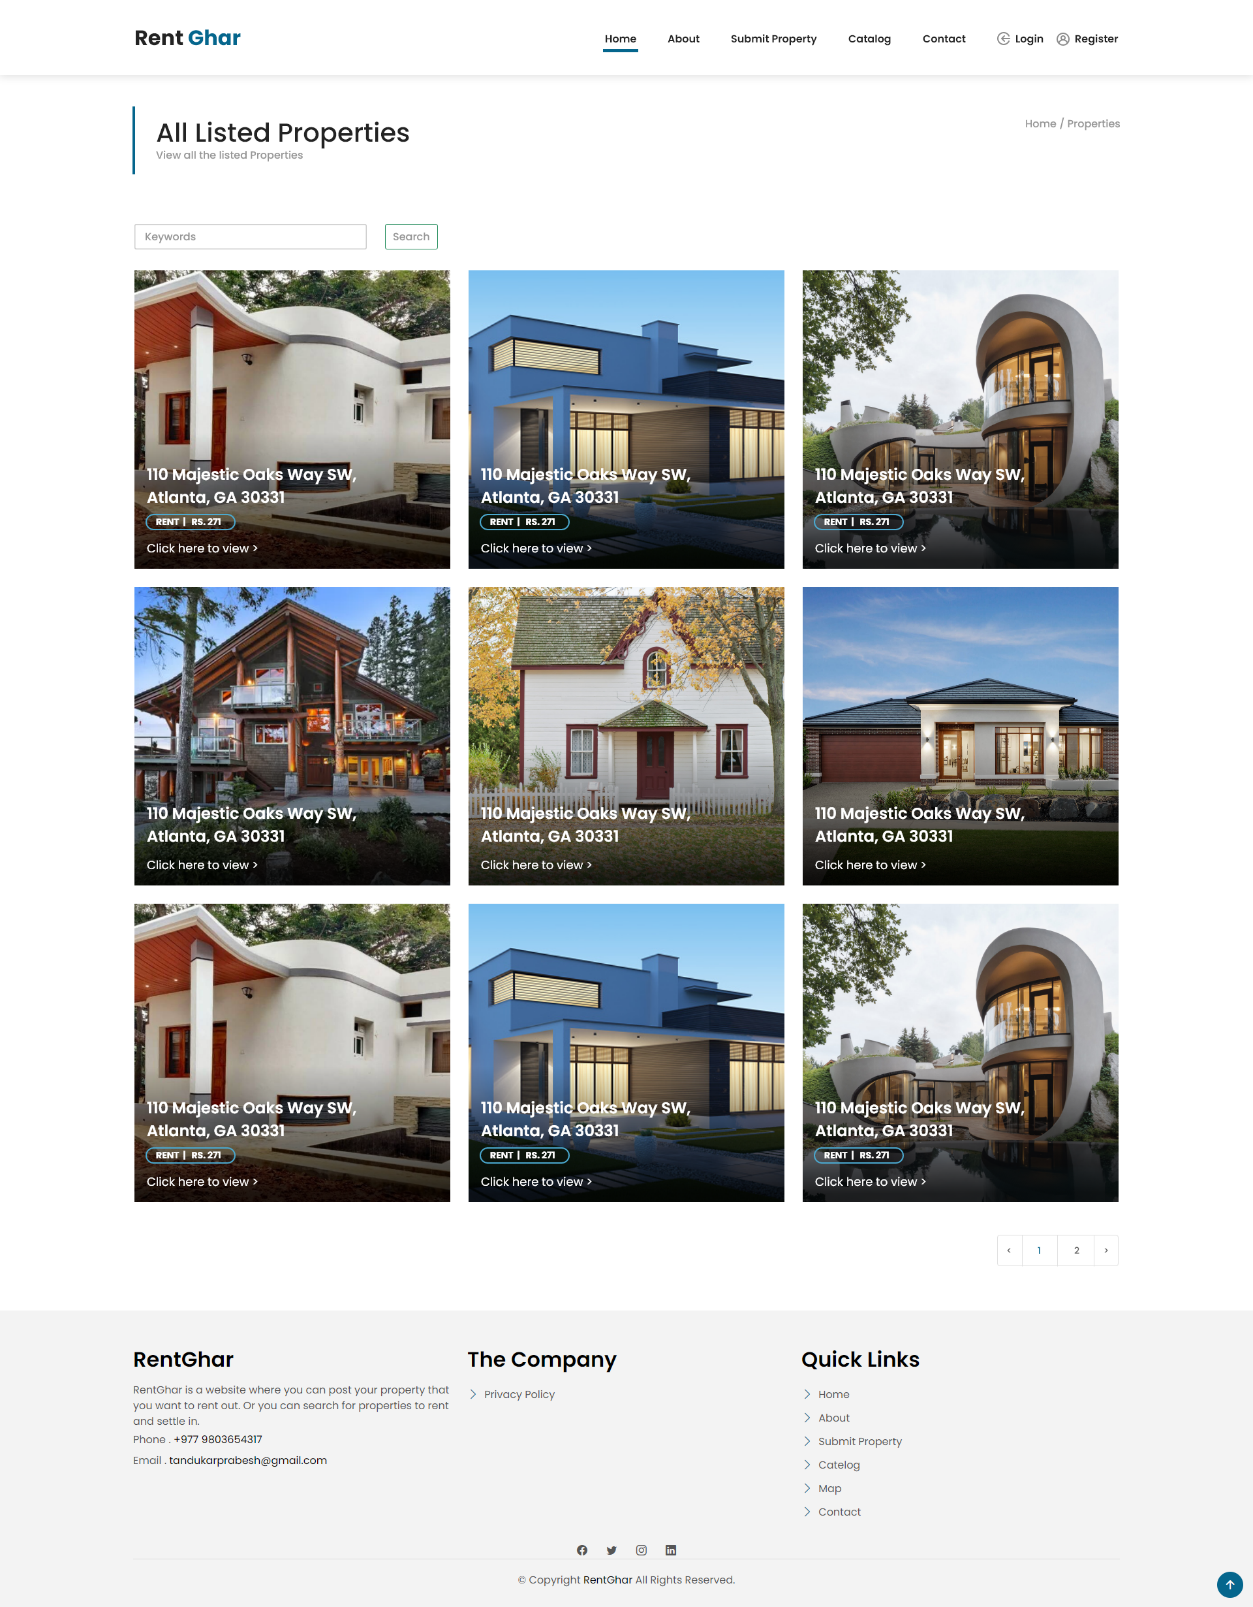 Rent Ghar
Home
About
Submit Property
Catalog
Contact
Login
Register
All Listed Properties
View all the listed Properties
Home / Properties
Keywords
Search
110 Majestic Oaks Way SW,
Atlanta, GA 30331
RENT | RS. 271
Click here to view >
110 Majestic Oaks Way SW,
Atlanta, GA 30331
RENT | RS. 271
Click here to view >
110 Majestic Oaks Way SW,
Atlanta, GA 30331
RENT | RS. 271
Click here to view >
110 Majestic Oaks Way SW,
Atlanta, GA 30331
Click here to view >
110 Majestic Oaks Way SW,
Atlanta, GA 30331
Click here to view >
110 Majestic Oaks Way SW,
Atlanta, GA 30331
Click here to view >
110 Majestic Oaks Way SW,
Atlanta, GA 30331
RENT | RS. 271
Click here to view >
110 Majestic Oaks Way SW,
Atlanta, GA 30331
RENT | RS. 271
Click here to view >
110 Majestic Oaks Way SW,
Atlanta, GA 30331
RENT | RS. 271
Click here to view >
‹ 1 2 ›
RentGhar
RentGhar is a website where you can post your property that
you want to rent out. Or you can search for properties to rent
and settle in.
Phone . +977 9803654317
Email . tandukarprabesh@gmail.com
The Company
Privacy Policy
Quick Links
Home
About
Submit Property
Catelog
Map
Contact
© Copyright RentGhar All Rights Reserved.